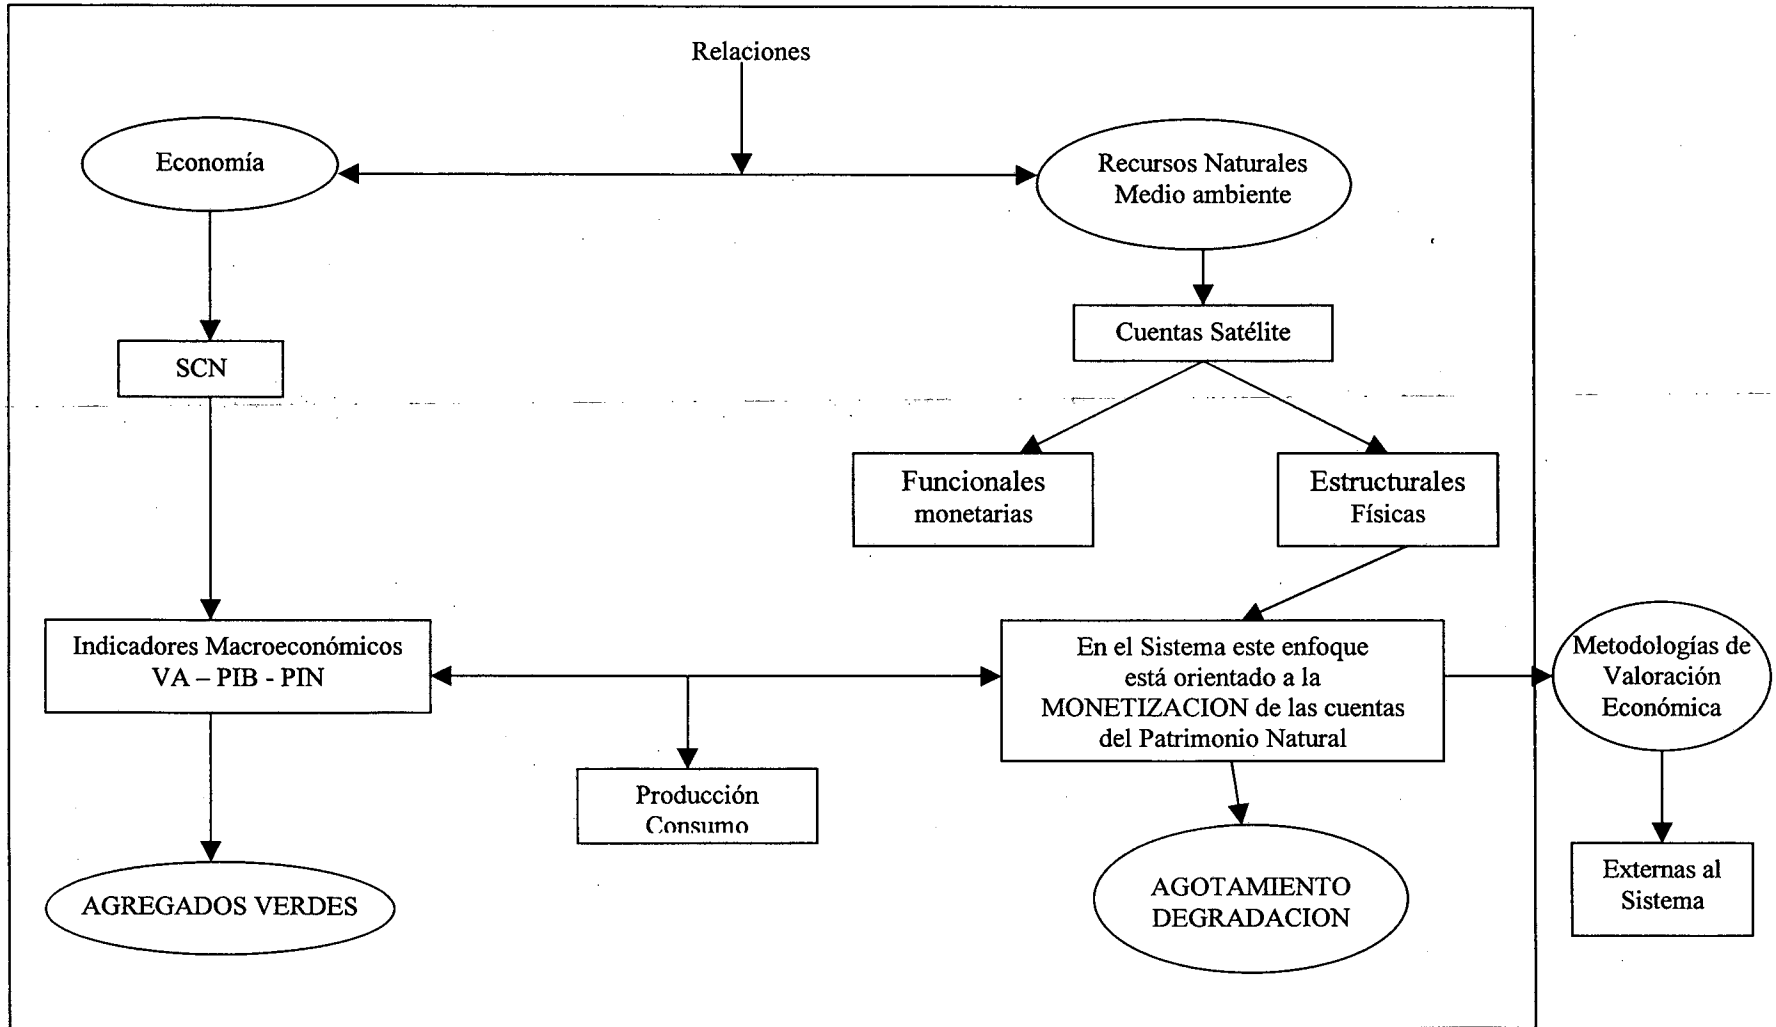 Relaciones
Economía
Recursos Naturales
Medio ambiente
Cuentas Satélite
SCN
Funcionales
monetarias
Estructurales
Físicas
Indicadores Macroeconómicos
VA – PIB - PIN
En el Sistema este enfoque
está orientado a la
MONETIZACION de las cuentas
del Patrimonio Natural
Metodologías de
Valoración
Económica
Producción
Consumo
AGREGADOS VERDES
AGOTAMIENTO
DEGRADACION
Externas al
Sistema